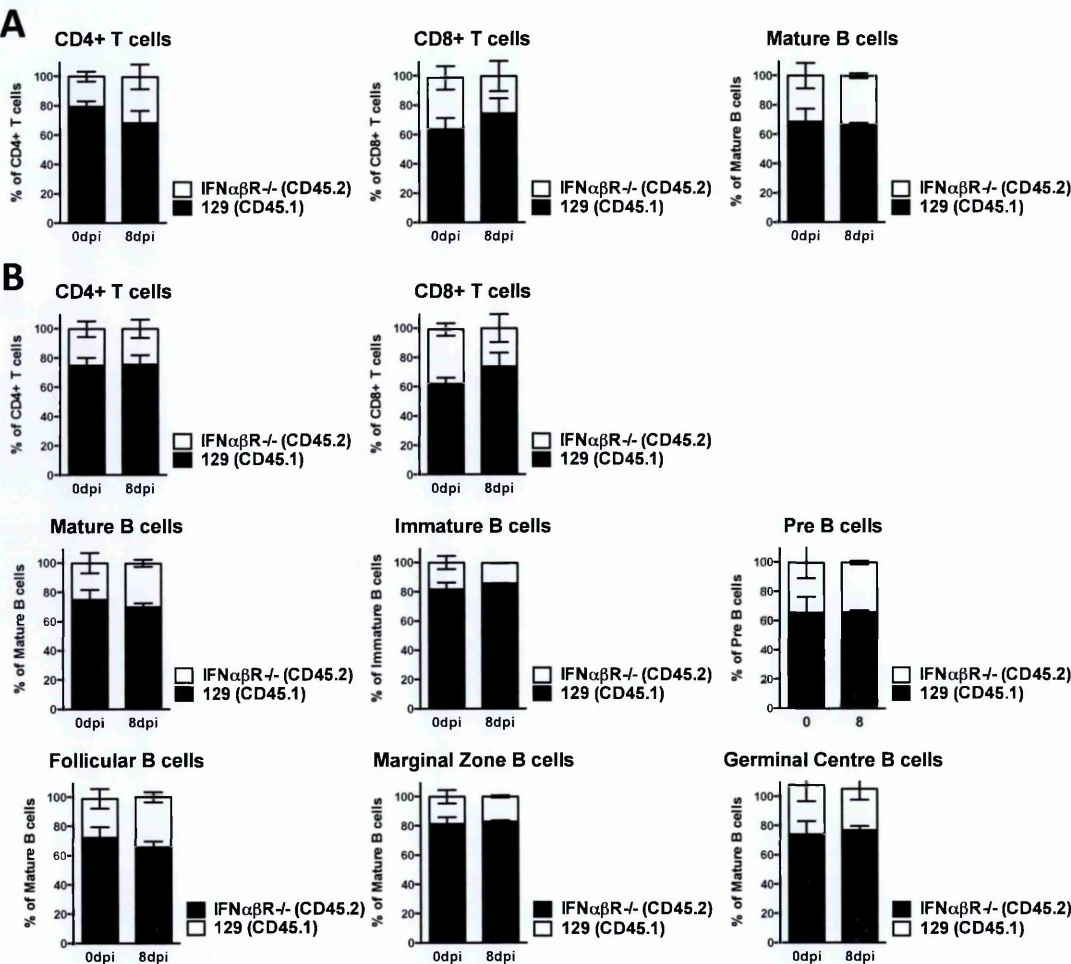 A
CD4+ T cells
% of CD4+ T cells
100
80
60
40
20
0
0dpi 8dpi
IFNαβR-/- (CD45.2)
129 (CD45.1)
CD8+ T cells
% of CD8+ T cells
100
80
60
40
20
0
0dpi 8dpi
IFNαβR-/- (CD45.2)
129 (CD45.1)
Mature B cells
% of Mature B cells
100
80
60
40
20
0
0dpi 8dpi
IFNαβR-/- (CD45.2)
129 (CD45.1)
B
CD4+ T cells
% of CD4+ T cells
100
80
60
40
20
0
0dpi 8dpi
IFNαβR-/- (CD45.2)
129 (CD45.1)
CD8+ T cells
% of CD8+ T cells
100
80
60
40
20
0
0dpi 8dpi
IFNαβR-/- (CD45.2)
129 (CD45.1)
Mature B cells
% of Mature B cells
100
80
60
40
20
0
0dpi 8dpi
IFNαβR-/- (CD45.2)
129 (CD45.1)
Immature B cells
% of Immature B cells
100
80
60
40
20
0
0dpi 8dpi
IFNαβR-/- (CD45.2)
129 (CD45.1)
Pre B cells
% of Pre B cells
100
80
60
40
20
0
0 8
IFNαβR-/- (CD45.2)
129 (CD45.1)
Follicular B cells
% of Mature B cells
100
80
60
40
20
0
0dpi 8dpi
IFNαβR-/- (CD45.2)
129 (CD45.1)
Marginal Zone B cells
% of Mature B cells
100
80
60
40
20
0
0dpi 8dpi
IFNαβR-/- (CD45.2)
129 (CD45.1)
Germinal Centre B cells
% of Mature B cells
100
80
60
40
20
0
0dpi 8dpi
IFNαβR-/- (CD45.2)
129 (CD45.1)